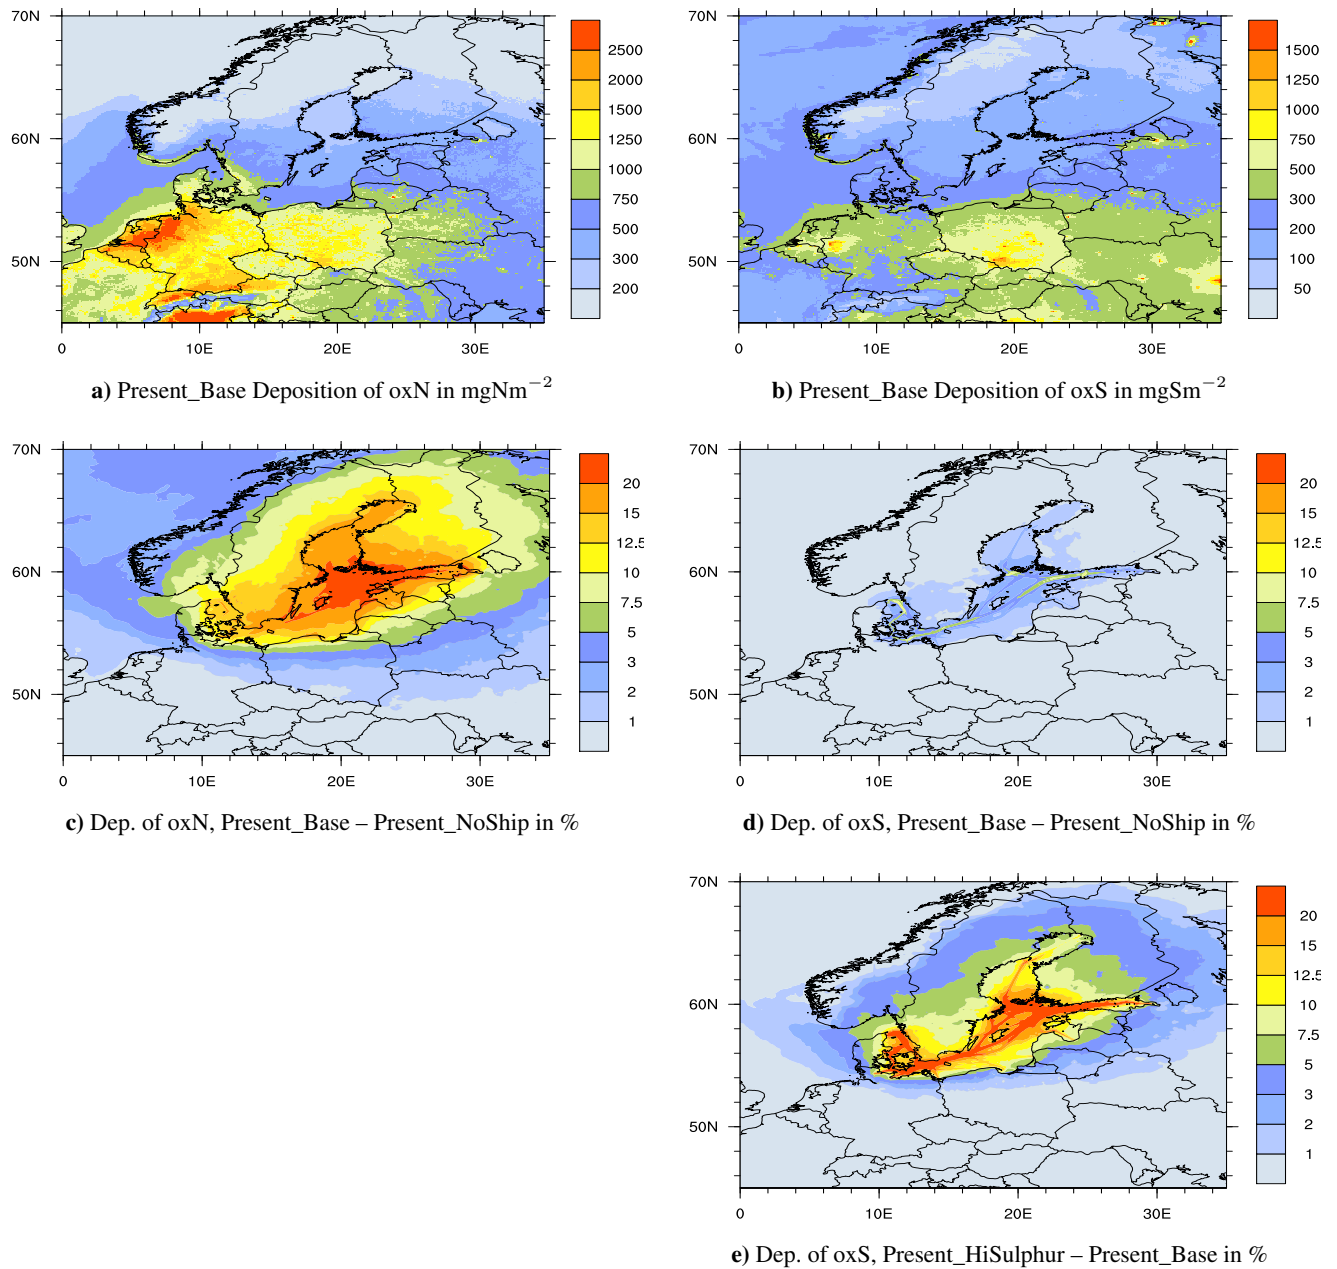 70N
60N
50N
0 10E 20E 30E
2500
2000
1500
1250
1000
750
500
300
200
a) Present_Base Deposition of oxN in mgNm⁻²
70N
60N
50N
0 10E 20E 30E
1500
1250
1000
750
500
300
200
100
50
b) Present_Base Deposition of oxS in mgSm⁻²
70N
60N
50N
0 10E 20E 30E
20
15
12.5
10
7.5
5
3
2
1
c) Dep. of oxN, Present_Base – Present_NoShip in %
70N
60N
50N
0 10E 20E 30E
20
15
12.5
10
7.5
5
3
2
1
d) Dep. of oxS, Present_Base – Present_NoShip in %
70N
60N
50N
0 10E 20E 30E
20
15
12.5
10
7.5
5
3
2
1
e) Dep. of oxS, Present_HiSulphur – Present_Base in %